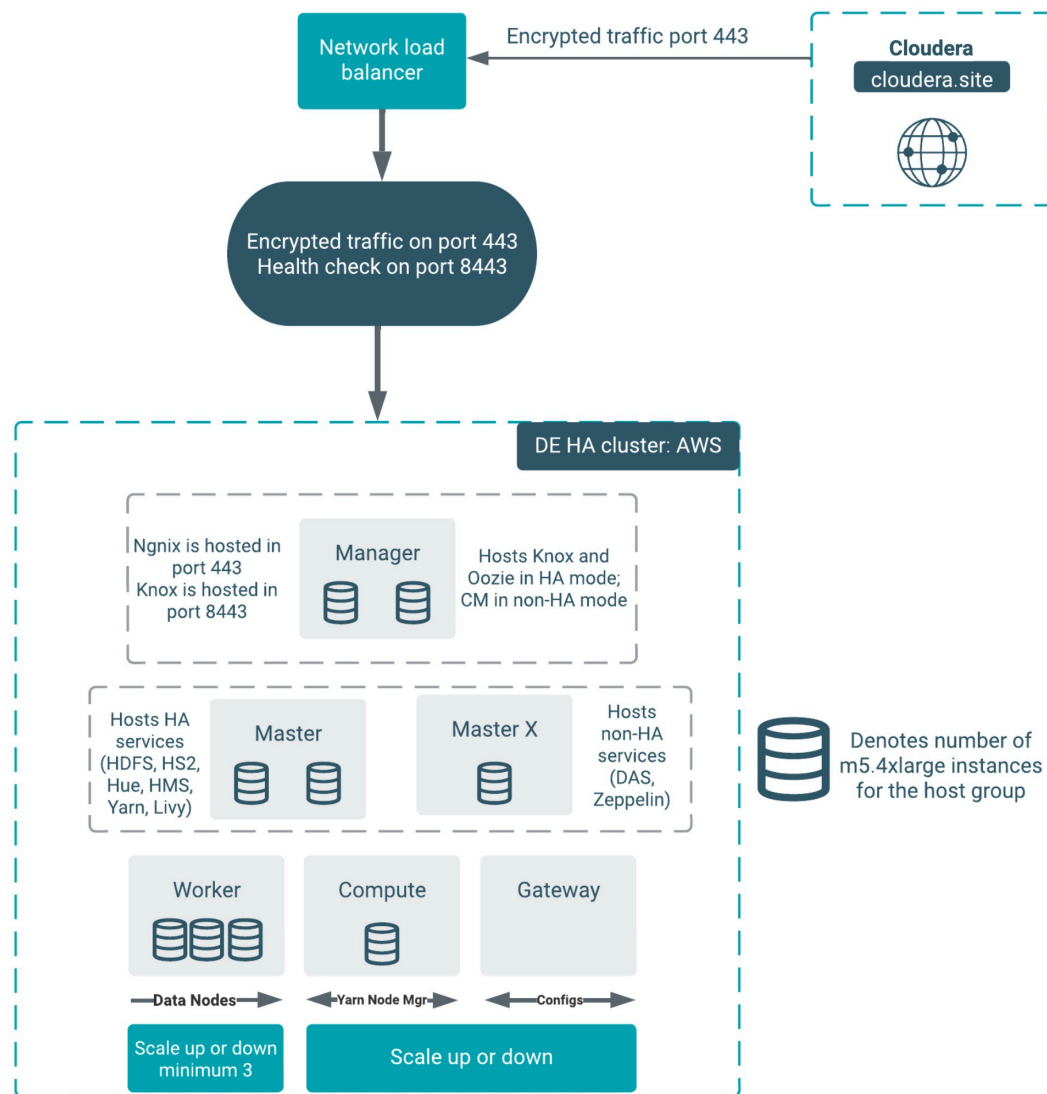 Network load
balancer
Encrypted traffic port 443
Cloudera
cloudera.site
Encrypted traffic on port 443
Health check on port 8443
DE HA cluster: AWS
Ngnix is hosted in
port 443
Knox is hosted in
port 8443
Manager
Hosts Knox and
Oozie in HA mode;
CM in non-HA mode
Hosts HA
services
(HDFS, HS2,
Hue, HMS,
Yarn, Livy)
Master
Master X
Hosts
non-HA
services
(DAS,
Zeppelin)
Denotes number of
m5.4xlarge instances
for the host group
Worker
Compute
Gateway
Data Nodes
Yarn Node Mgr
Configs
Scale up or down
minimum 3
Scale up or down